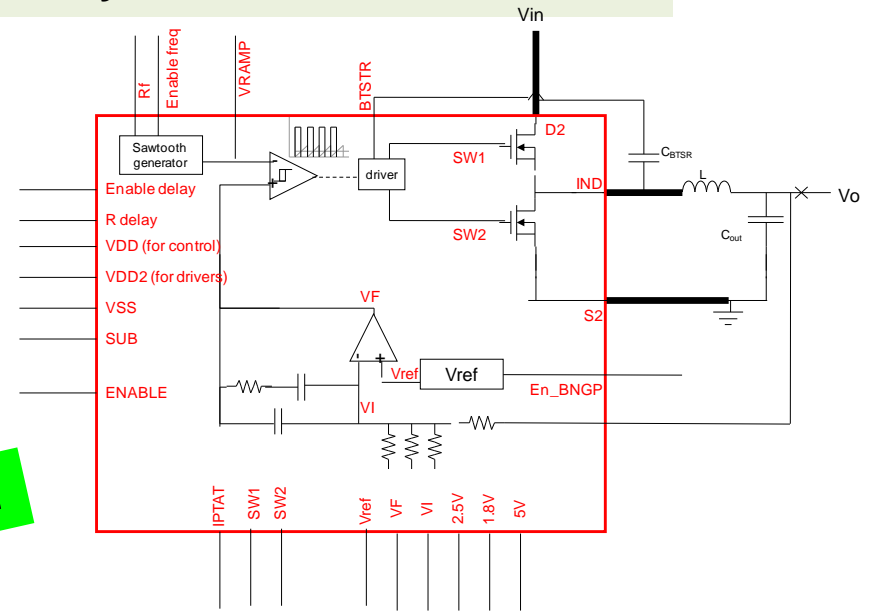 Vin
Rf
Enable freq
VRAMP
BTSTR
D2
Sawtooth
generator
-
+
driver
SW1
C_BTSR
IND
L
Vo
Enable delay
R delay
SW2
C_out
VDD (for control)
VDD2 (for drivers)
VF
VSS
S2
SUB
- +
Vref
Vref
En_BNGP
ENABLE
VI
IPTAT
SW1
SW2
Vref
VF
VI
2.5V
1.8V
5V